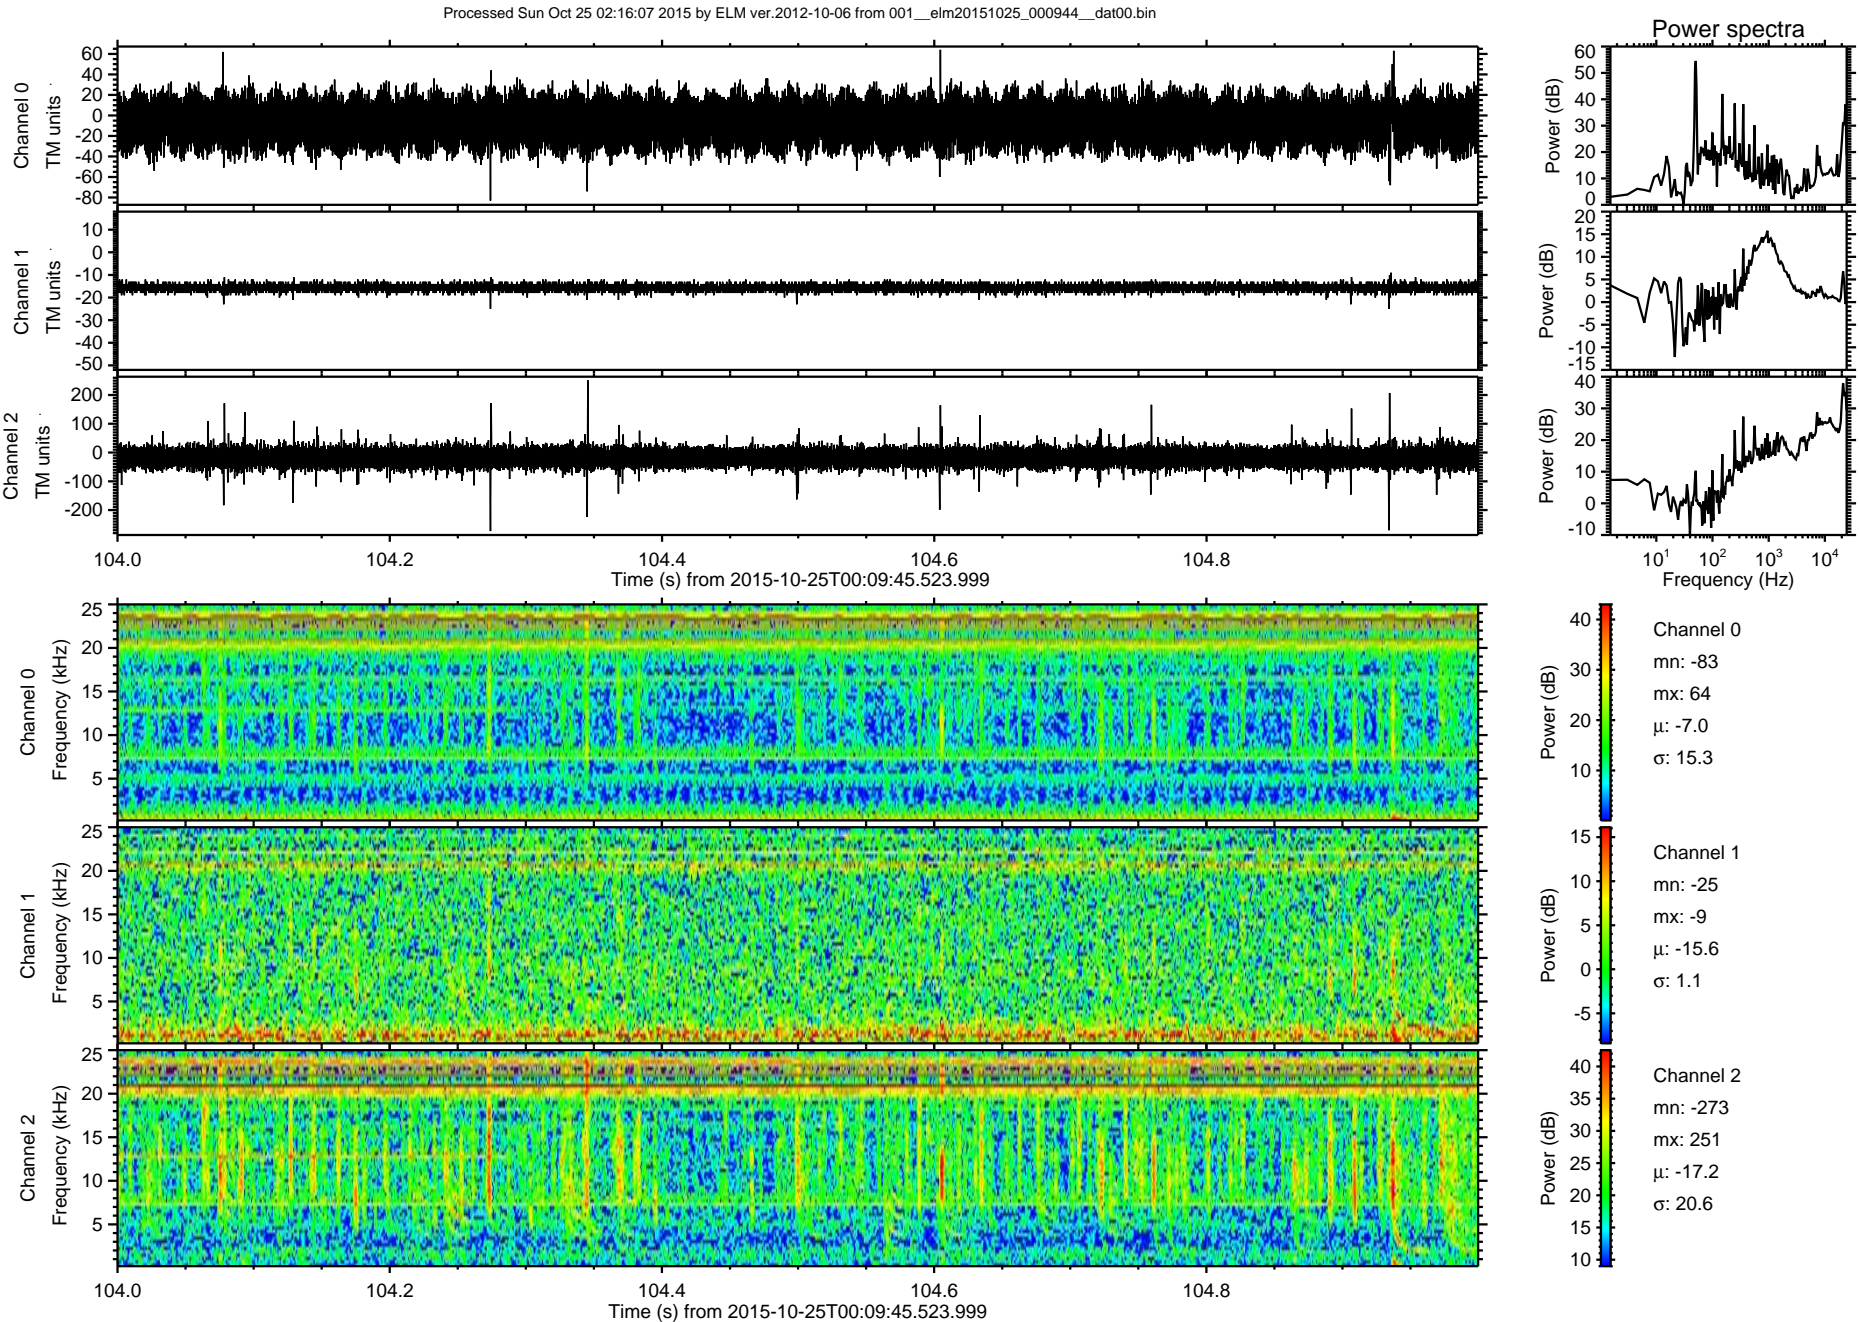 Processed Sun Oct 25 02:16:07 2015 by ELM ver.2012-10-06 from 001__elm20151025_000944__dat00.bin
Power spectra
Channel 0
TM units
60
40
20
0
-20
-40
-60
-80
Power (dB)
60
50
40
30
20
10
0
Channel 1
TM units
10
0
-10
-20
-30
-40
-50
Power (dB)
20
15
10
5
0
-5
-10
-15
Channel 2
TM units
200
100
0
-100
-200
Power (dB)
40
30
20
10
0
-10
104.0 104.2 104.4 104.6 104.8
Time (s) from 2015-10-25T00:09:45.523.999
10^1 10^2 10^3 10^4
Frequency (Hz)
Channel 0
Frequency (kHz)
25
20
15
10
5
Power (dB)
40
30
20
10
Channel 0
mn: -83
mx: 64
μ: -7.0
σ: 15.3
Channel 1
Frequency (kHz)
25
20
15
10
5
Power (dB)
15
10
5
0
-5
Channel 1
mn: -25
mx: -9
μ: -15.6
σ: 1.1
Channel 2
Frequency (kHz)
25
20
15
10
5
Power (dB)
40
35
30
25
20
15
10
Channel 2
mn: -273
mx: 251
μ: -17.2
σ: 20.6
104.0 104.2 104.4 104.6 104.8
Time (s) from 2015-10-25T00:09:45.523.999